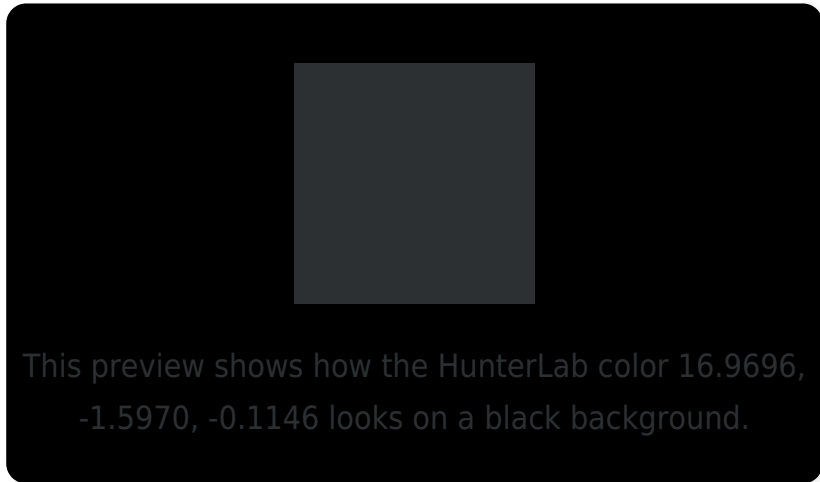 This preview shows how the HunterLab color 16.9696,
-1.5970, -0.1146 looks on a black background.